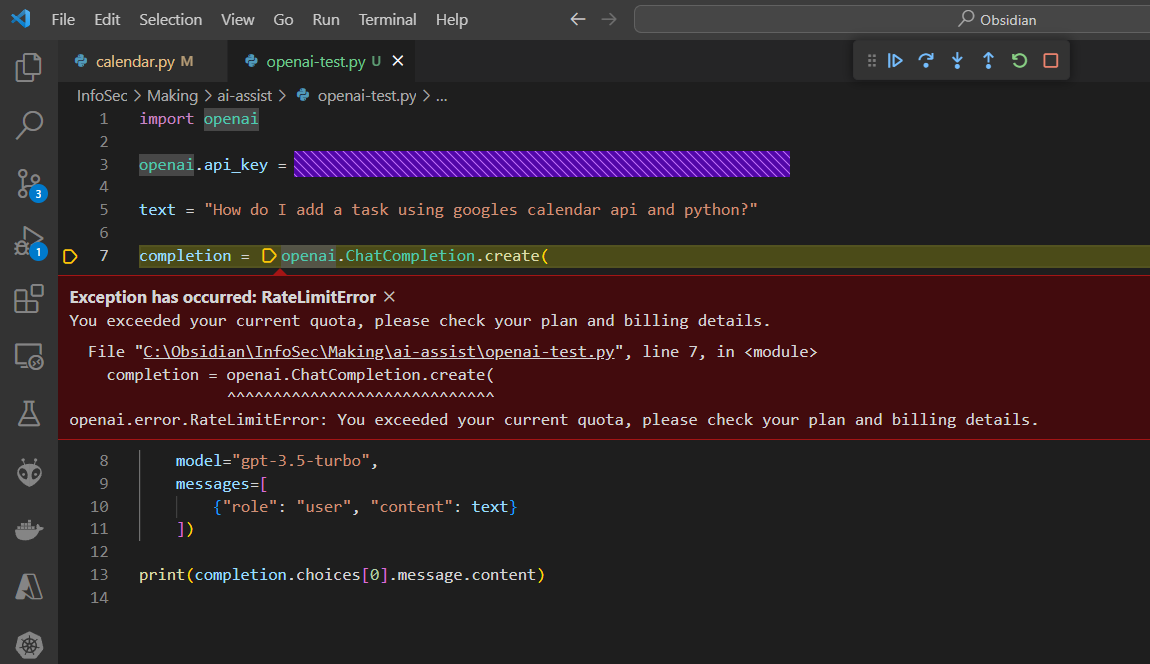 File Edit Selection View Go Run Terminal Help
Obsidian
calendar.py M
openai-test.py U
InfoSec > Making > ai-assist > openai-test.py > ...
1 import openai
2
3 openai.api_key =
4
5 text = "How do I add a task using googles calendar api and python?"
6
7 completion = openai.ChatCompletion.create(
Exception has occurred: RateLimitError
You exceeded your current quota, please check your plan and billing details.
File "C:\Obsidian\InfoSec\Making\ai-assist\openai-test.py", line 7, in <module>
completion = openai.ChatCompletion.create(
^^^^^^^^^^^^^^^^^^^^^^^^^^^^^
openai.error.RateLimitError: You exceeded your current quota, please check your plan and billing details.
8 model="gpt-3.5-turbo",
9 messages=[
10 {"role": "user", "content": text}
11 ])
12
13 print(completion.choices[0].message.content)
14
3
1